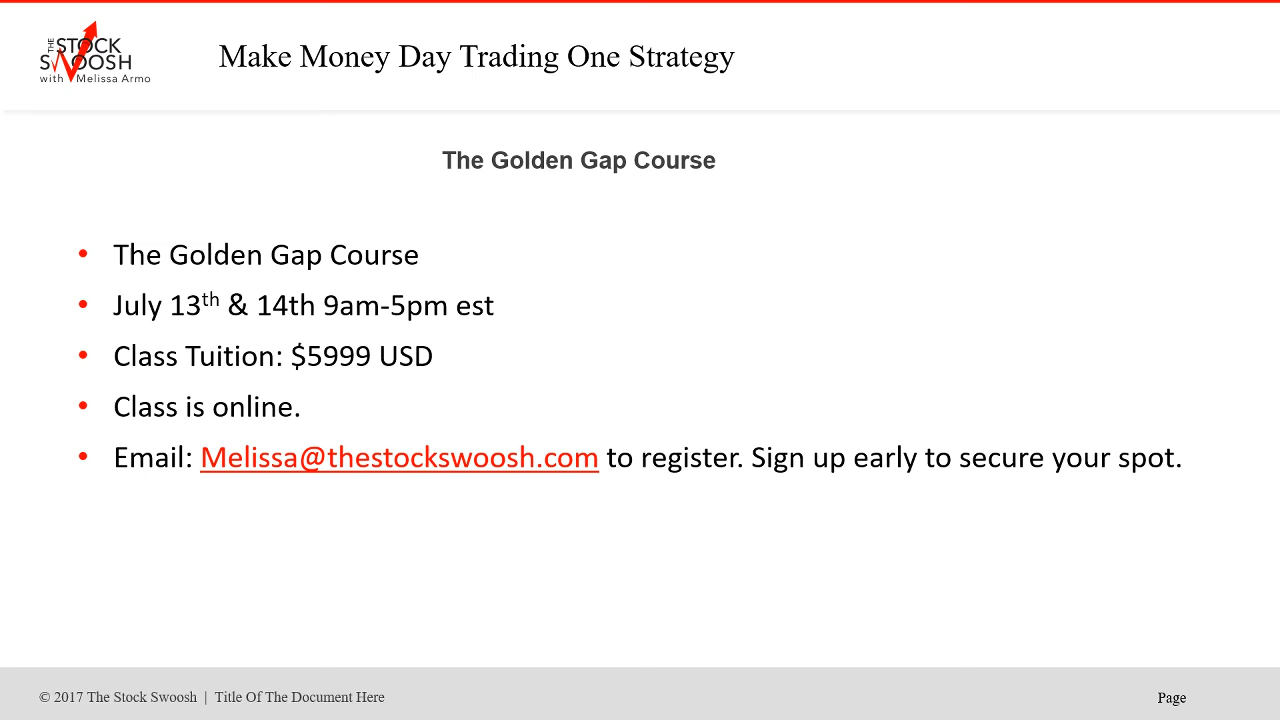 THE STOCK
SWOOSH
with Melissa Armo
Make Money Day Trading One Strategy
The Golden Gap Course
• The Golden Gap Course
• July 13th & 14th 9am-5pm est
• Class Tuition: $5999 USD
• Class is online.
• Email: Melissa@thestockswoosh.com to register. Sign up early to secure your spot.
© 2017 The Stock Swoosh | Title Of The Document Here
Page